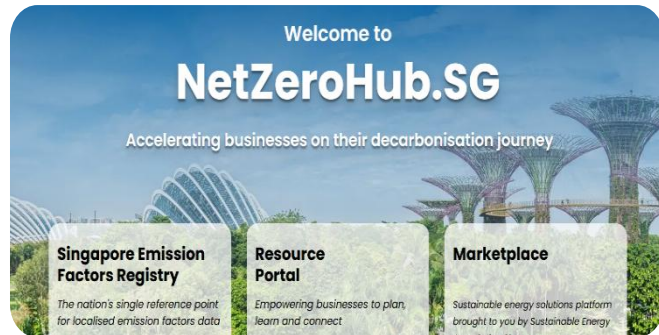 Welcome to
NetZeroHub.SG
Accelerating businesses on their decarbonisation journey
Singapore Emission
Factors Registry
The nation's single reference point
for localised emission factors data
Resource
Portal
Empowering businesses to plan,
learn and connect
Marketplace
Sustainable energy solutions platform
brought to you by Sustainable Energy